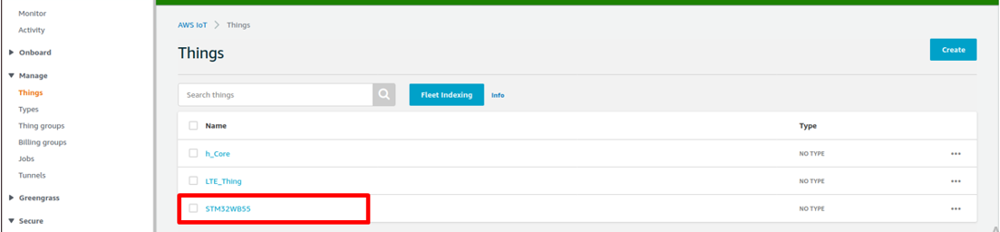 Monitor
Activity
Onboard
Manage
Things
Types
Thing groups
Billing groups
Jobs
Tunnels
Greengrass
Secure
AWS IoT > Things
Things
Create
Search things
Fleet Indexing
Info
Name Type
h_Core NO TYPE •••
LTE_Thing NO TYPE •••
STM32WB55 NO TYPE •••